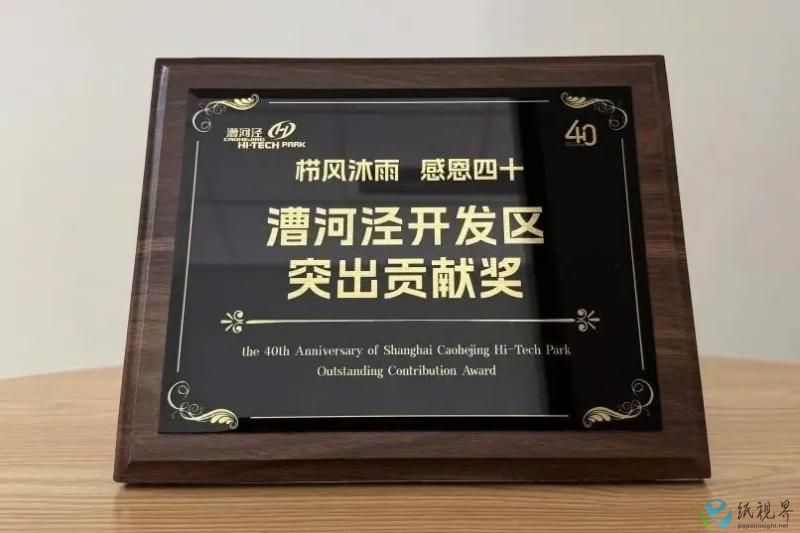 漕河泾
CAOHEJING
HI-TECH PARK
40
栉风沐雨 感恩四十
漕河泾开发区
突出贡献奖
the 40th Anniversary of Shanghai Caohejing Hi-Tech Park
Outstanding Contribution Award
纸视界
paperinsight.net